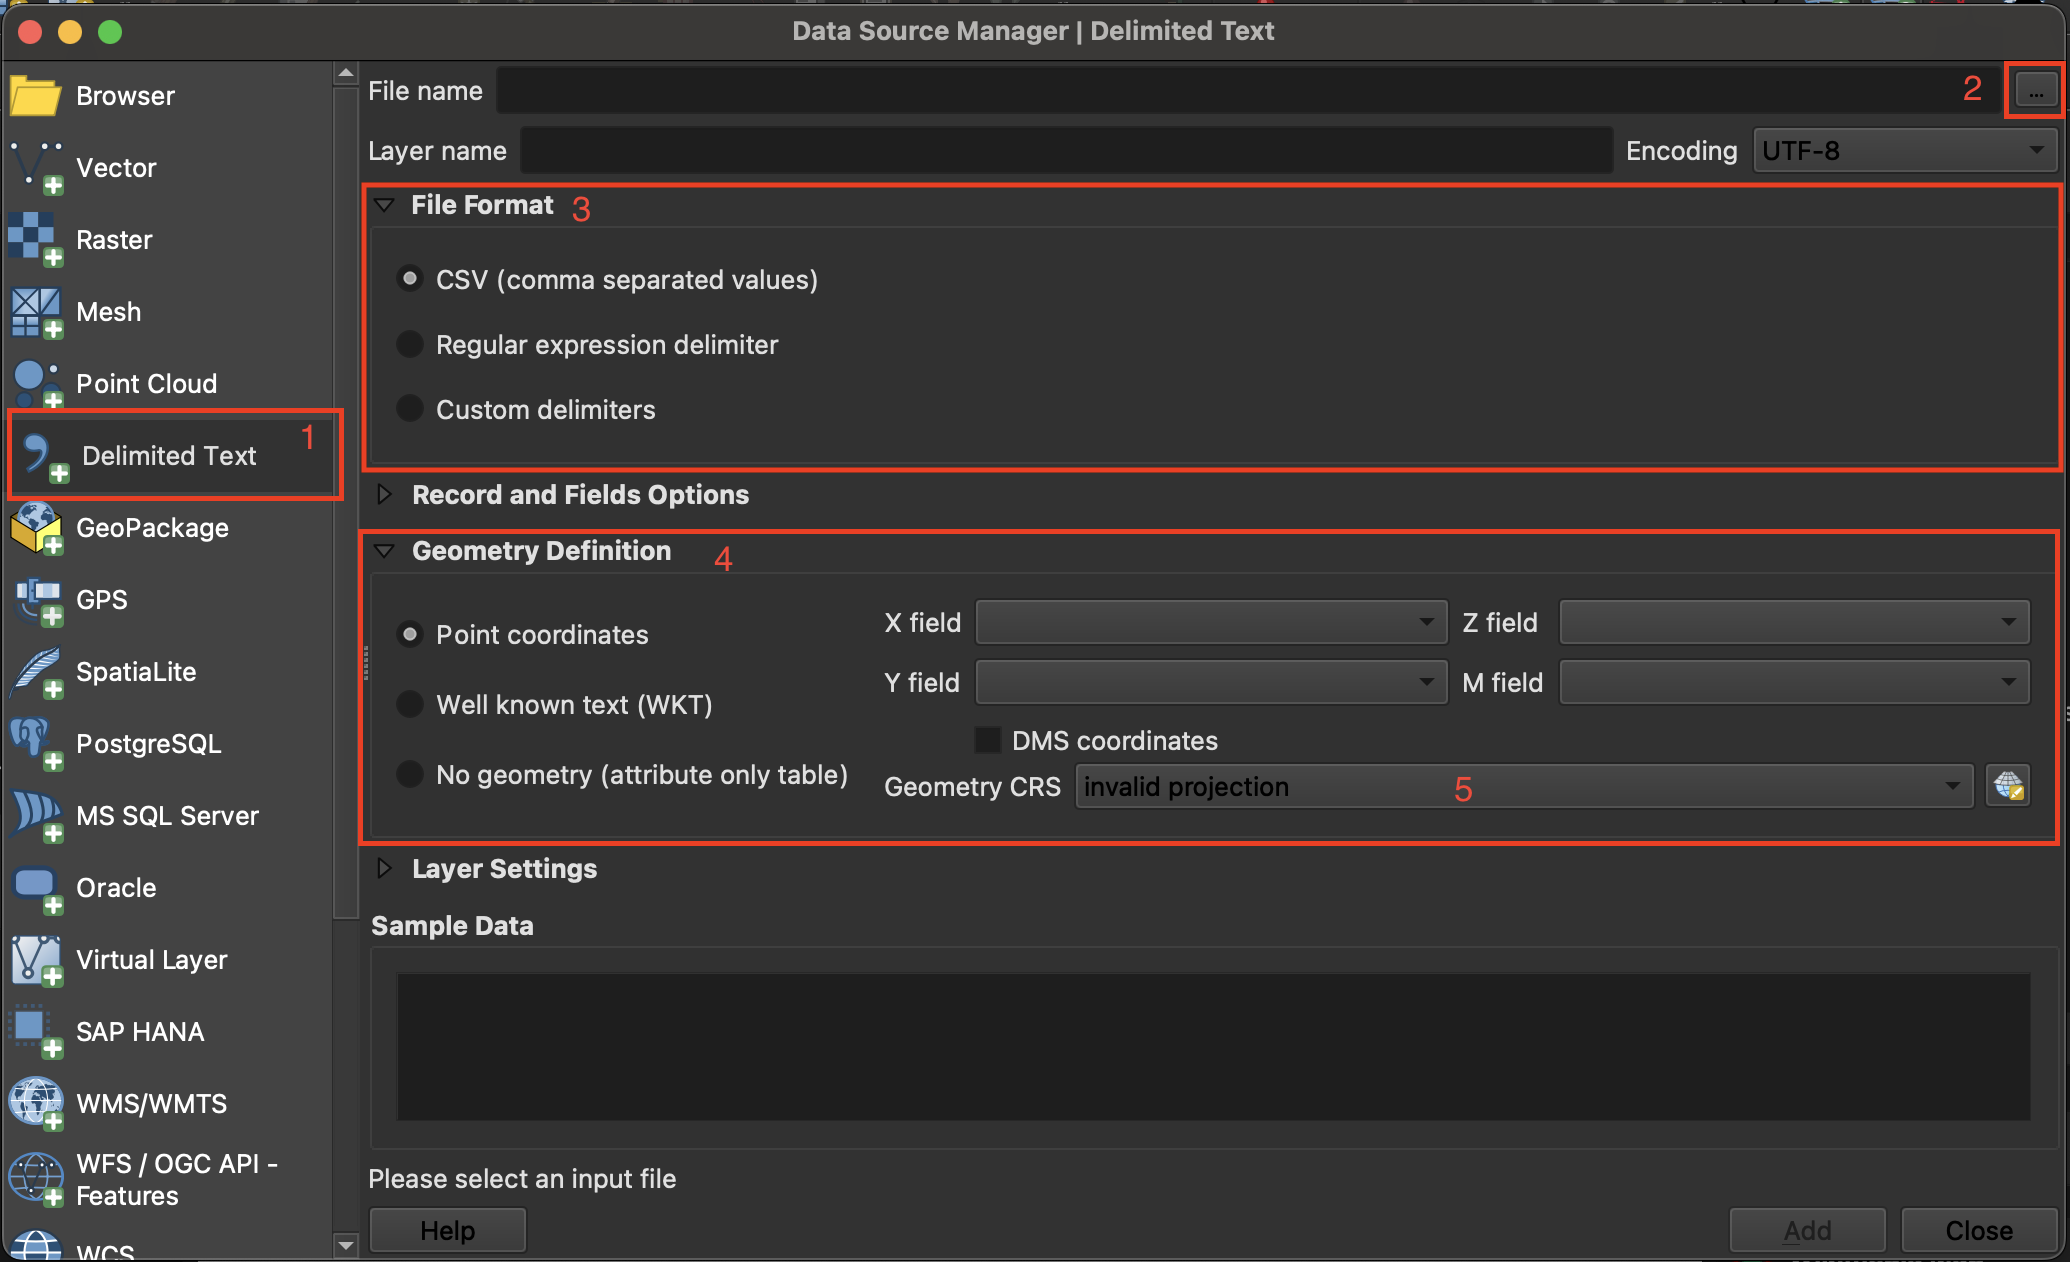 Data Source Manager | Delimited Text
Browser
Vector
Raster
Mesh
Point Cloud
Delimited Text 1
GeoPackage
GPS
SpatiaLite
PostgreSQL
MS SQL Server
Oracle
Virtual Layer
SAP HANA
WMS/WMTS
WFS / OGC API -
Features
WCS
File name 2 ...
Layer name Encoding UTF-8
File Format 3
CSV (comma separated values)
Regular expression delimiter
Custom delimiters
Record and Fields Options
Geometry Definition 4
Point coordinates
Well known text (WKT)
No geometry (attribute only table)
X field Z field
Y field M field
DMS coordinates
Geometry CRS invalid projection 5
Layer Settings
Sample Data
Please select an input file
Help Add Close